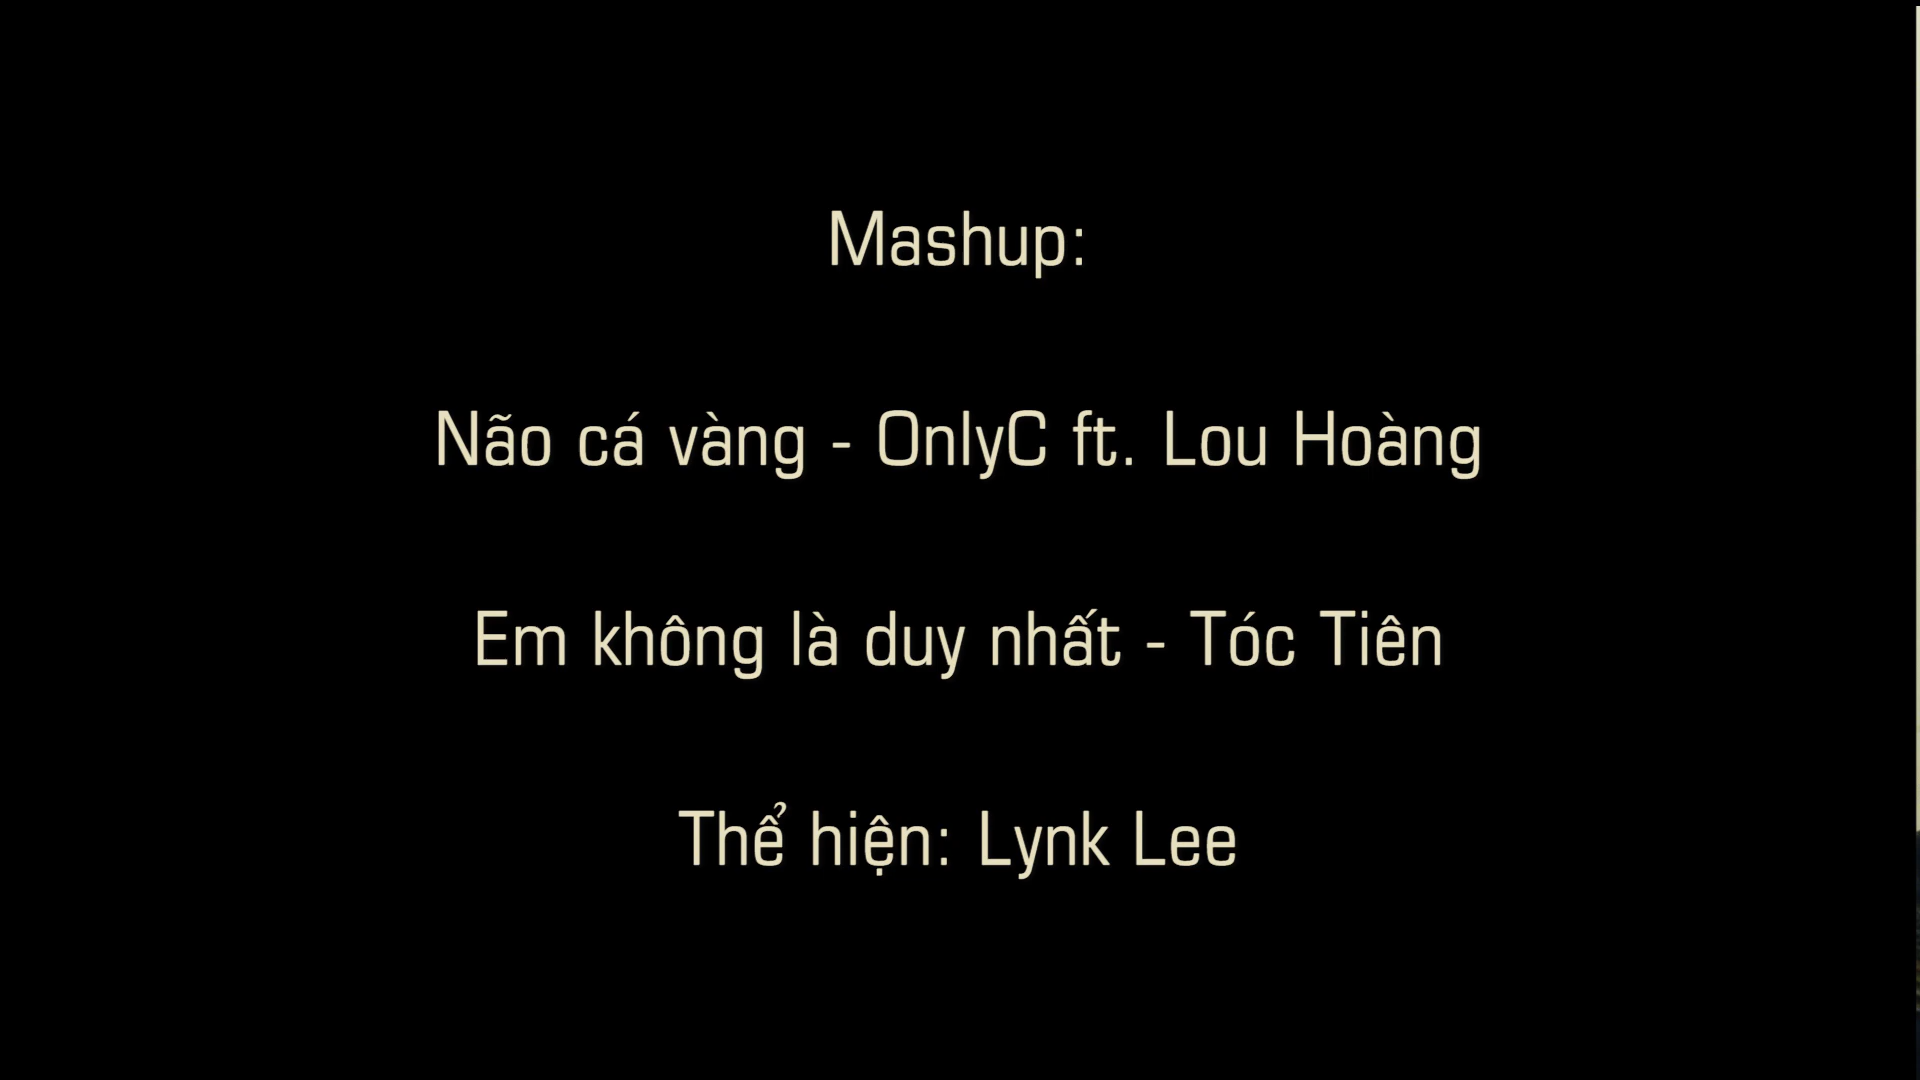 Mashup:
Não cá vàng - OnlyC ft. Lou Hoàng
Em không là duy nhất - Tóc Tiên
Thể hiện: Lynk Lee